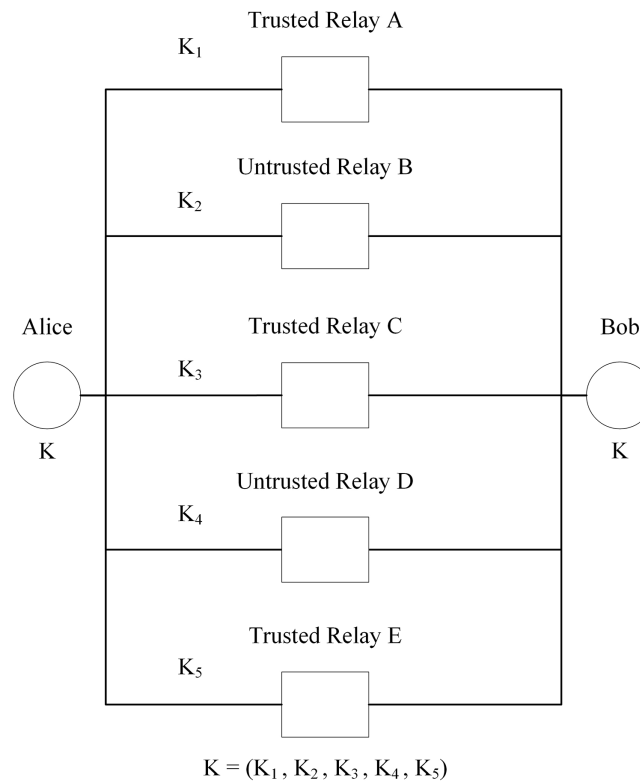 Trusted Relay A
K₁
Untrusted Relay B
K₂
Trusted Relay C
Alice
Bob
K₃
K
K
Untrusted Relay D
K₄
Trusted Relay E
K₅
K = (K₁ , K₂ , K₃ , K₄ , K₅)